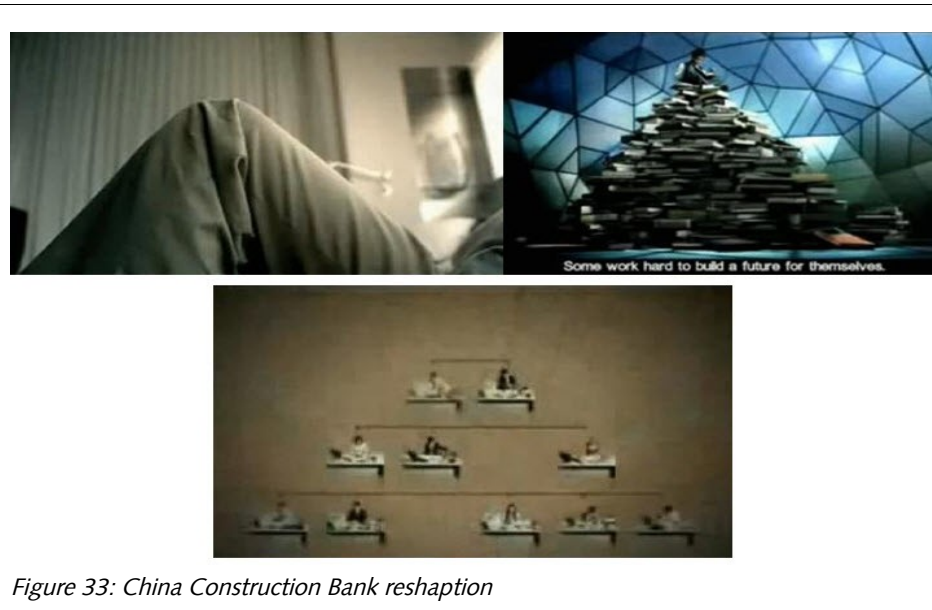 Some work hard to build a future for themselves.
Figure 33: China Construction Bank reshaption